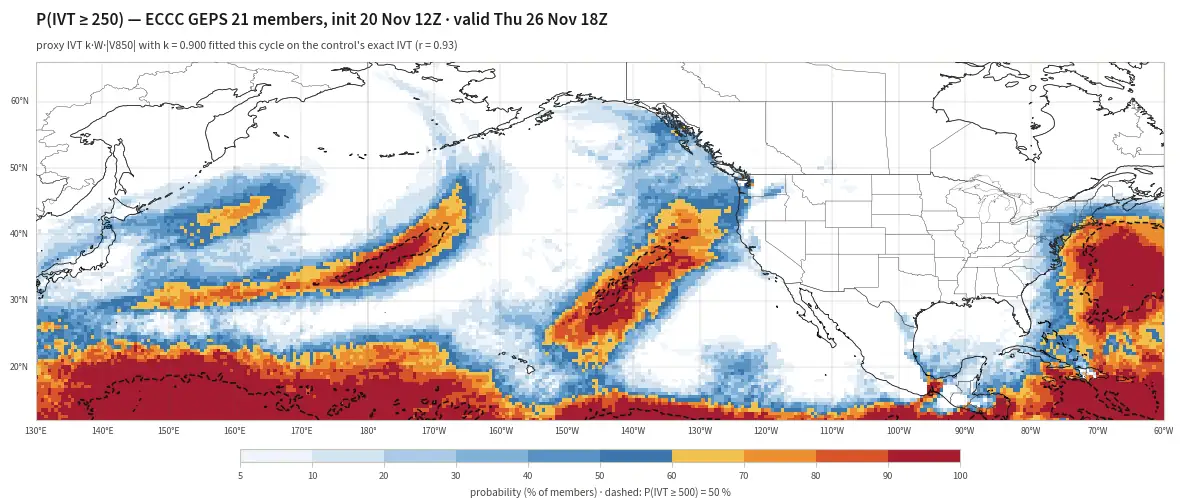 P(IVT ≥ 250) — ECCC GEPS 21 members, init 20 Nov 12Z · valid Thu 26 Nov 18Z
proxy IVT k·W·|V850| with k = 0.900 fitted this cycle on the control's exact IVT (r = 0.93)
60°N
50°N
40°N
30°N
20°N
130°E 140°E 150°E 160°E 170°E 180° 170°W 160°W 150°W 140°W 130°W 120°W 110°W 100°W 90°W 80°W 70°W 60°W
5 10 20 30 40 50 60 70 80 90 100
probability (% of members) · dashed: P(IVT ≥ 500) = 50 %